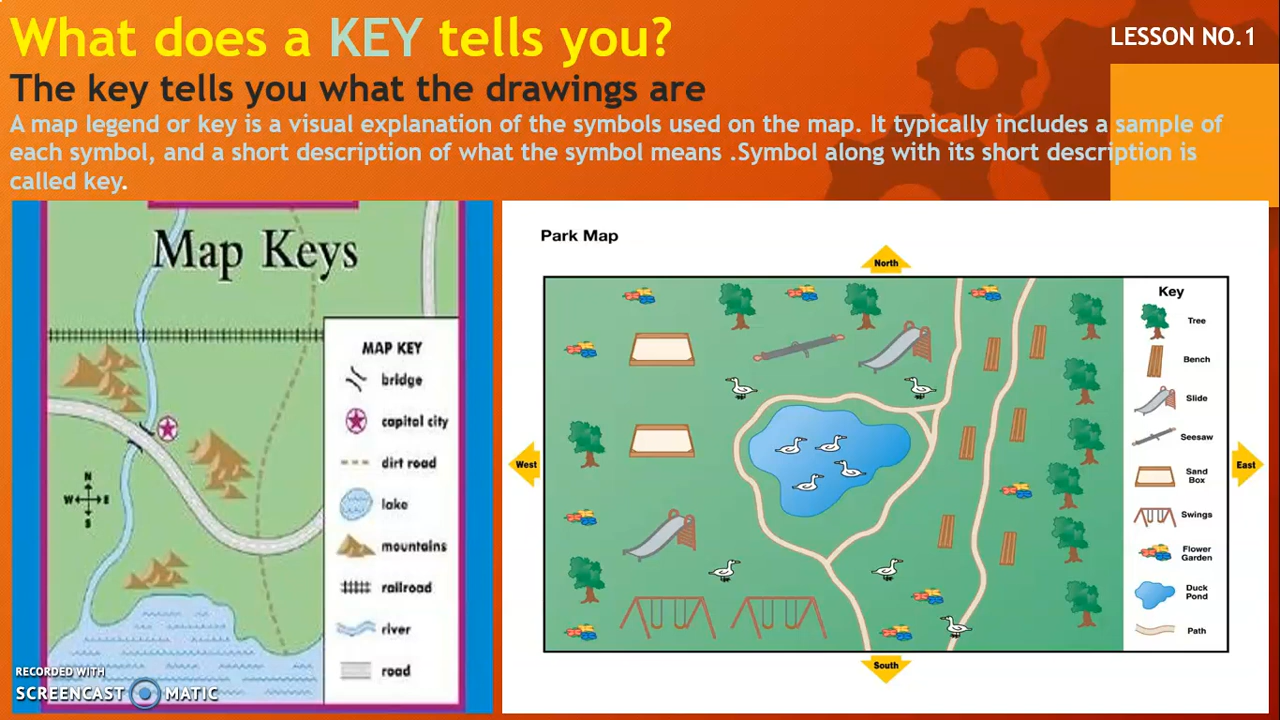 What does a KEY tells you?
LESSON NO.1
The key tells you what the drawings are
A map legend or key is a visual explanation of the symbols used on the map. It typically includes a sample of
each symbol, and a short description of what the symbol means .Symbol along with its short description is
called key.
Map Keys
MAP KEY
bridge
capital city
dirt road
lake
mountains
railroad
river
road
N
W E
S
RECORDED WITH
SCREENCAST MATIC
Park Map
North
West
East
South
Key
Tree
Bench
Slide
Seesaw
Sand
Box
Swings
Flower
Garden
Duck
Pond
Path